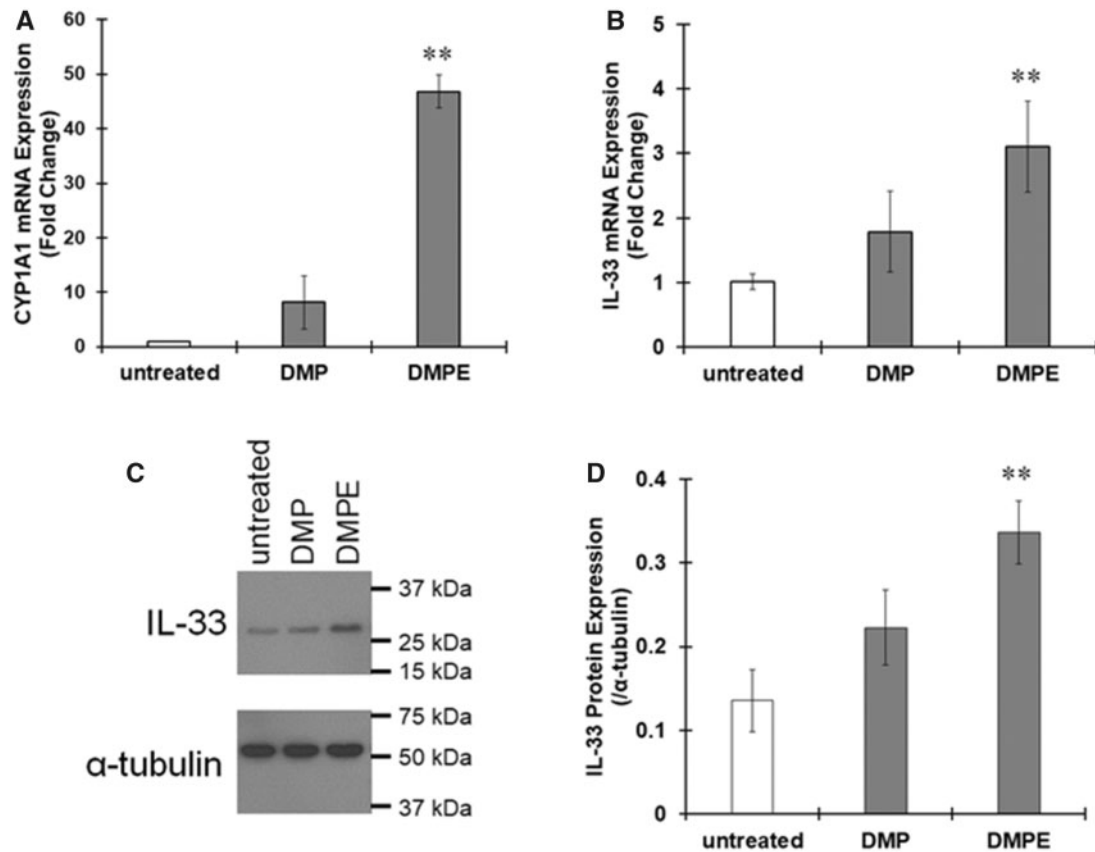 A
CYP1A1 mRNA Expression
(Fold Change)
60
50
40
30
20
10
0
**
untreated DMP DMPE
B
IL-33 mRNA Expression
(Fold Change)
5
4
3
2
1
0
**
untreated DMP DMPE
C
untreated
DMP
DMPE
IL-33
37 kDa
25 kDa
15 kDa
α-tubulin
75 kDa
50 kDa
37 kDa
D
IL-33 Protein Expression
(/α-tubulin)
0.4
0.3
0.2
0.1
0
**
untreated DMP DMPE